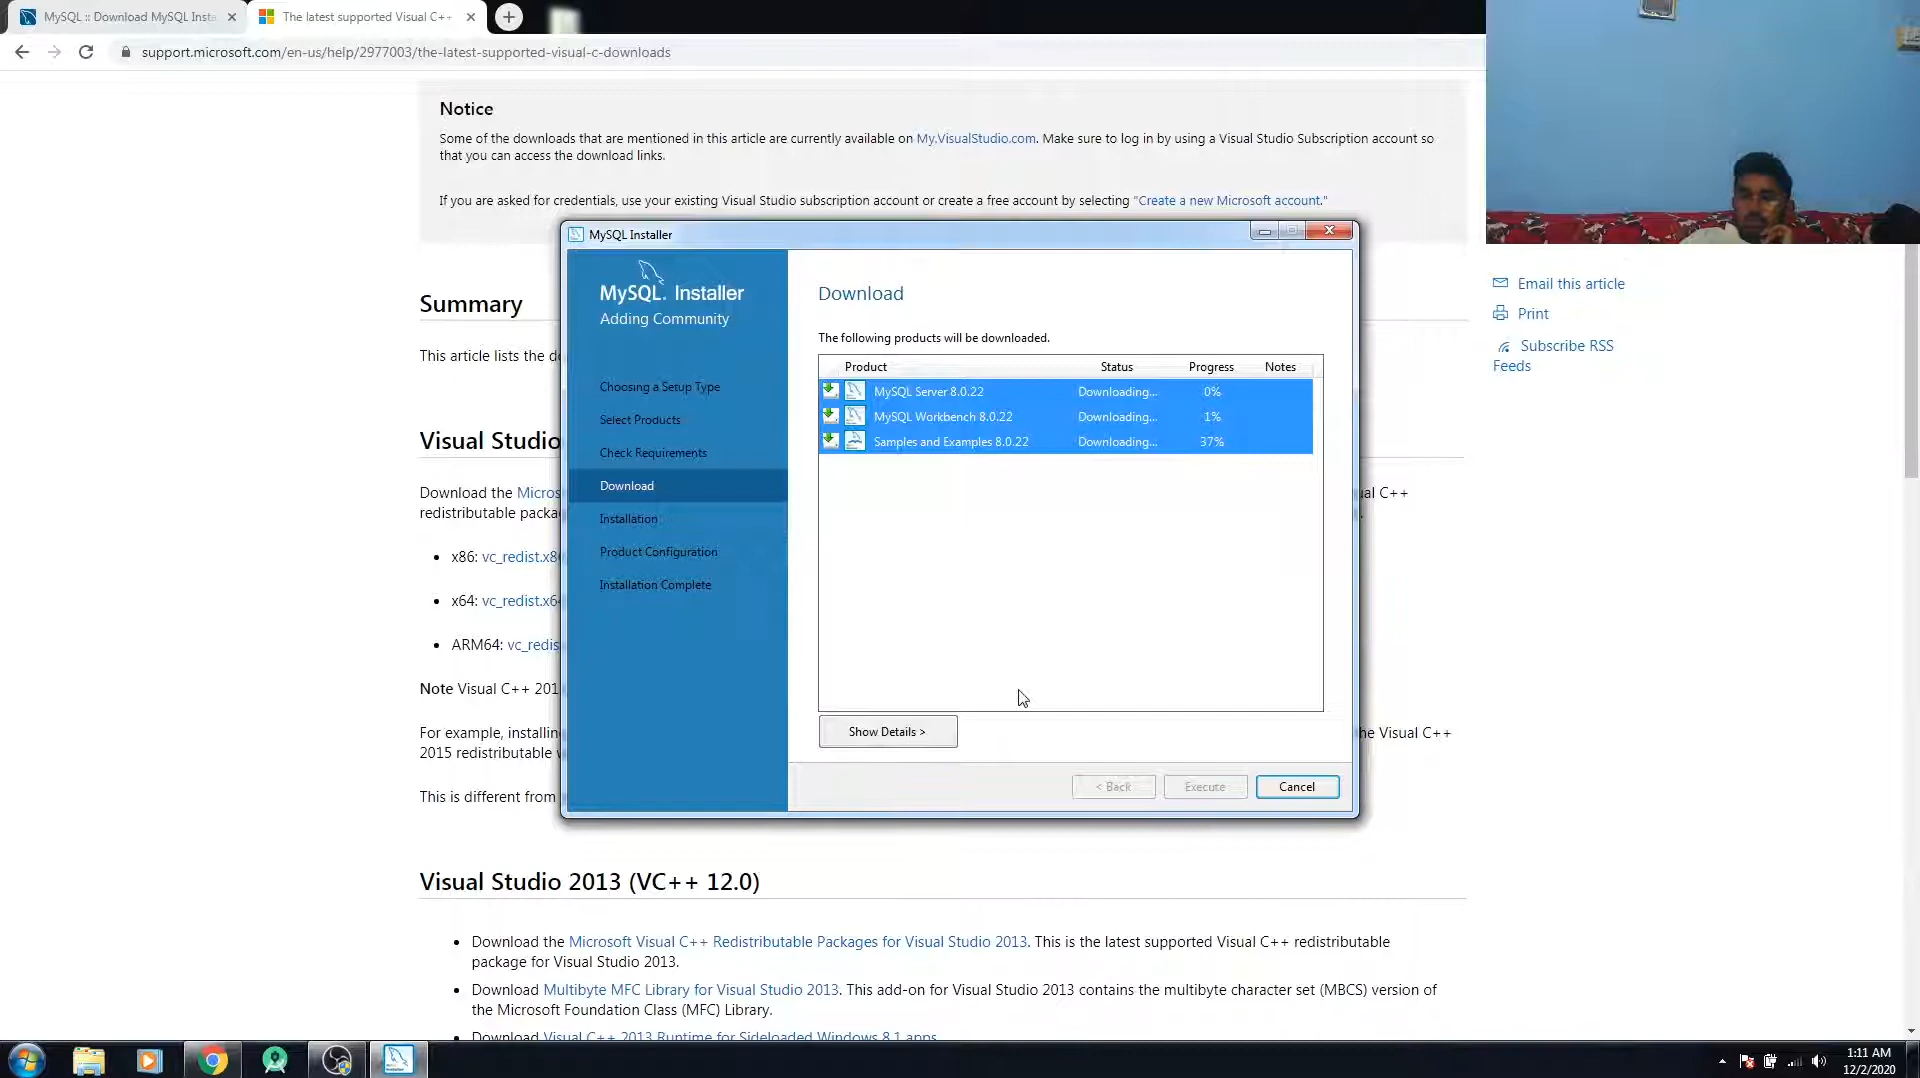 MySQL :: Download MySQL Insta
The latest supported Visual C++
support.microsoft.com/en-us/help/2977003/the-latest-supported-visual-c-downloads
Notice
Some of the downloads that are mentioned in this article are currently available on My.VisualStudio.com. Make sure to log in by using a Visual Studio Subscription account so
that you can access the download links.
If you are asked for credentials, use your existing Visual Studio subscription account or create a free account by selecting "Create a new Microsoft account."
Email this article
Print
Subscribe RSS
Feeds
Summary
This article lists the d
Visual Studio
Download the Micros
ual C++
redistributable packa
x86: vc_redist.x8
x64: vc_redist.x6
ARM64: vc_redis
Note Visual C++ 201
For example, installin
he Visual C++
2015 redistributable
This is different from
MySQL Installer
MySQL. Installer
Adding Community
Choosing a Setup Type
Select Products
Check Requirements
Download
Installation
Product Configuration
Installation Complete
Download
The following products will be downloaded.
Product Status Progress Notes
MySQL Server 8.0.22 Downloading... 0%
MySQL Workbench 8.0.22 Downloading... 1%
Samples and Examples 8.0.22 Downloading... 37%
Show Details >
< Back Execute Cancel
Visual Studio 2013 (VC++ 12.0)
Download the Microsoft Visual C++ Redistributable Packages for Visual Studio 2013. This is the latest supported Visual C++ redistributable
package for Visual Studio 2013.
Download Multibyte MFC Library for Visual Studio 2013. This add-on for Visual Studio 2013 contains the multibyte character set (MBCS) version of
the Microsoft Foundation Class (MFC) Library.
Download Visual C++ 2013 Runtime for Sideloaded Windows 8.1 apps
1:11 AM
12/2/2020